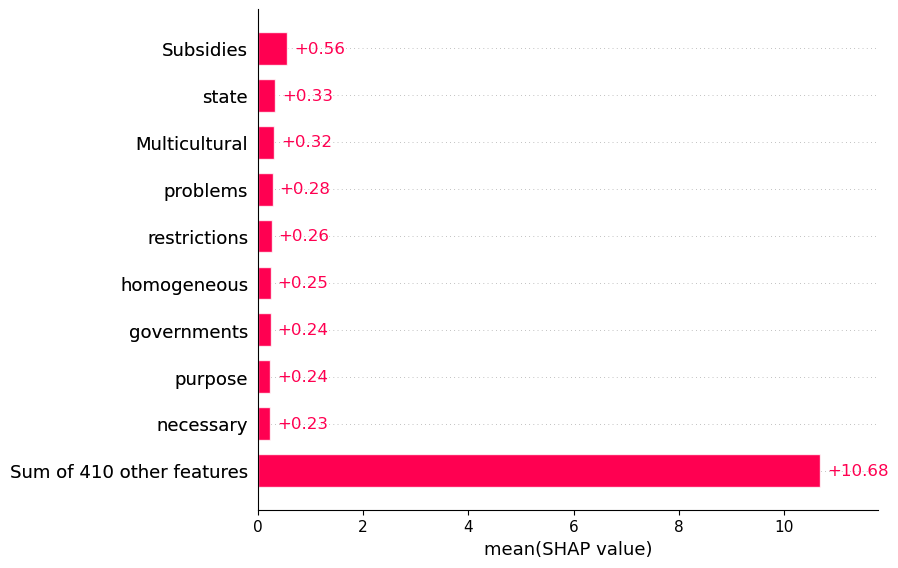 Subsidies +0.56
state +0.33
Multicultural +0.32
problems +0.28
restrictions +0.26
homogeneous +0.25
governments +0.24
purpose +0.24
necessary +0.23
Sum of 410 other features +10.68
0 2 4 6 8 10
mean(SHAP value)